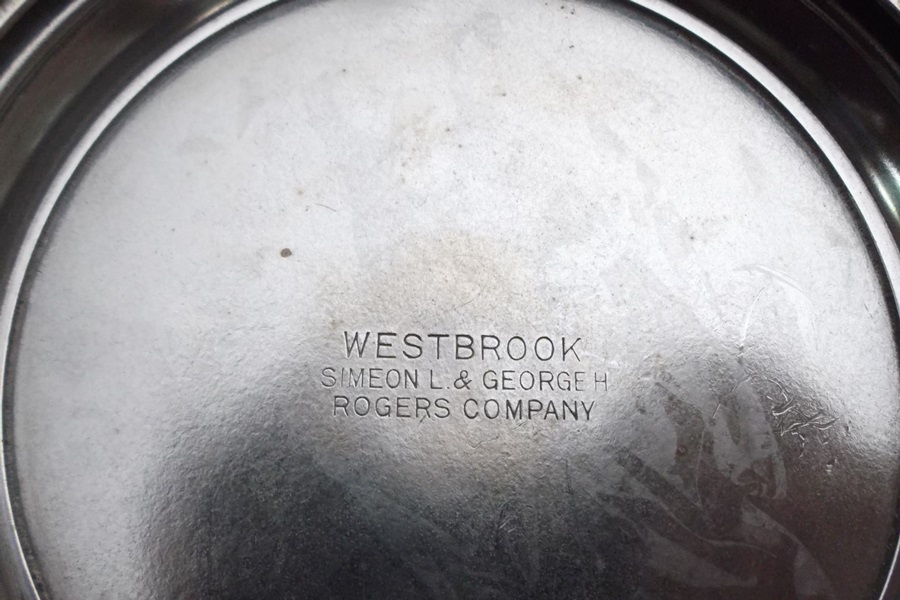 WESTBROOK
SIMEON L. & GEORGE H
ROGERS COMPANY